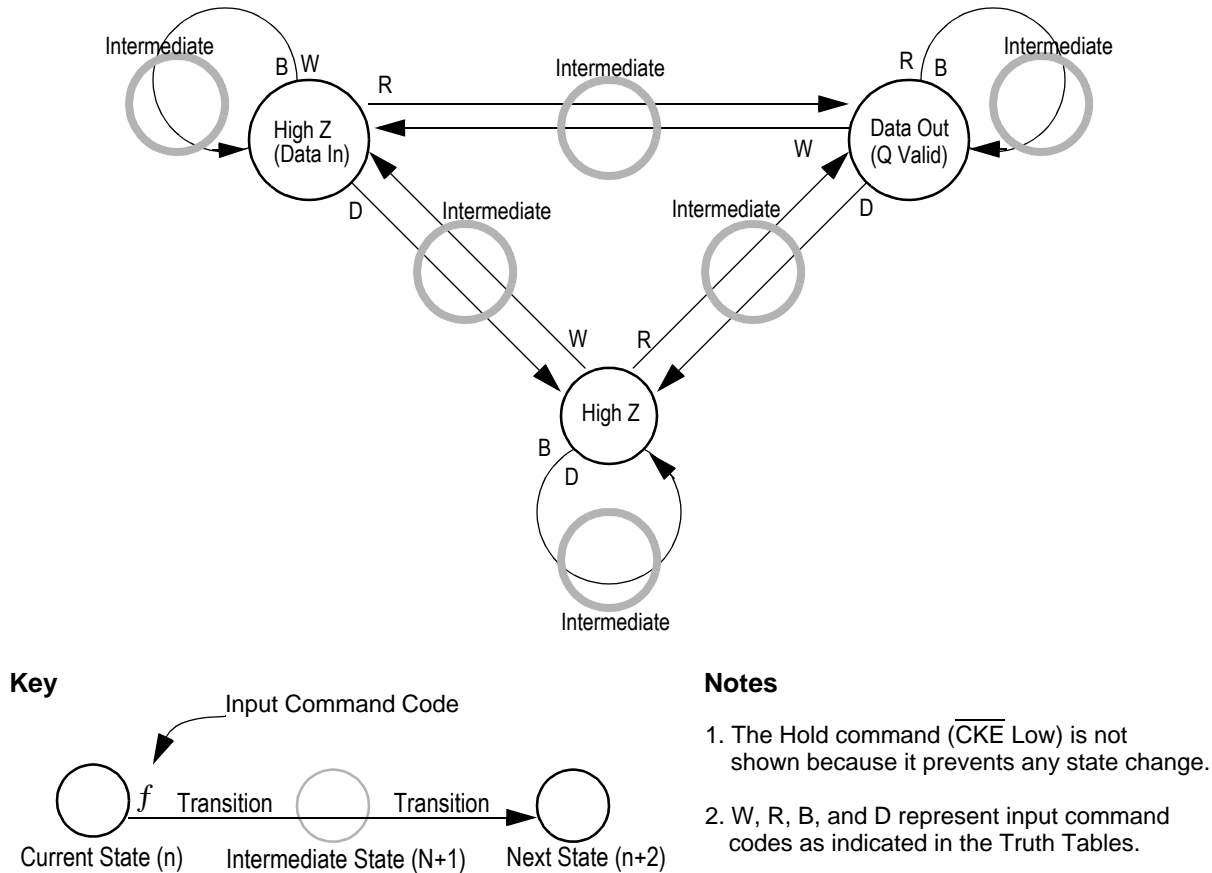 Intermediate
B W
R
Intermediate
R B
Intermediate
High Z
(Data In)
Data Out
(Q Valid)
W
D
Intermediate
Intermediate
D
W
R
High Z
B
D
Intermediate
Key
Input Command Code
f
Transition
Transition
Current State (n)
Intermediate State (N+1)
Next State (n+2)
Notes
1. The Hold command (C̅K̅E̅ Low) is not
shown because it prevents any state change.
2. W, R, B, and D represent input command
codes as indicated in the Truth Tables.